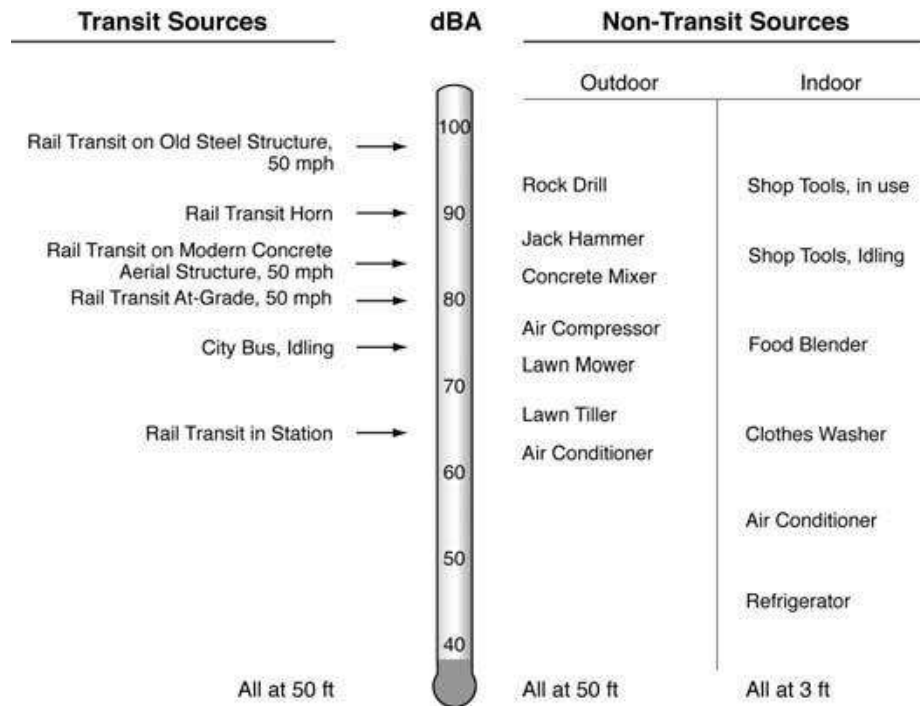 Transit Sources
dBA
Non-Transit Sources
Outdoor
Indoor
100
Rail Transit on Old Steel Structure,
50 mph
Rock Drill
Shop Tools, in use
Rail Transit Horn
90
Jack Hammer
Rail Transit on Modern Concrete
Aerial Structure, 50 mph
Shop Tools, Idling
Concrete Mixer
Rail Transit At-Grade, 50 mph
80
Air Compressor
City Bus, Idling
Food Blender
Lawn Mower
70
Lawn Tiller
Rail Transit in Station
Clothes Washer
Air Conditioner
60
Air Conditioner
50
Refrigerator
40
All at 50 ft
All at 50 ft
All at 3 ft